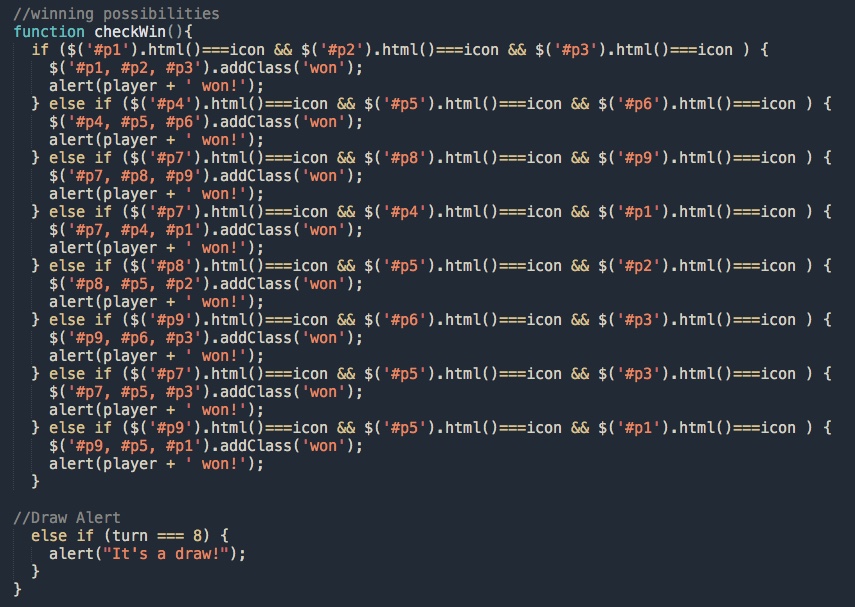 //winning possibilities
function checkWin(){
  if ($('#p1').html()===icon && $('#p2').html()===icon && $('#p3').html()===icon ) {
    $('#p1, #p2, #p3').addClass('won');
    alert(player + ' won!');
  } else if ($('#p4').html()===icon && $('#p5').html()===icon && $('#p6').html()===icon ) {
    $('#p4, #p5, #p6').addClass('won');
    alert(player + ' won!');
  } else if ($('#p7').html()===icon && $('#p8').html()===icon && $('#p9').html()===icon ) {
    $('#p7, #p8, #p9').addClass('won');
    alert(player + ' won!');
  } else if ($('#p7').html()===icon && $('#p4').html()===icon && $('#p1').html()===icon ) {
    $('#p7, #p4, #p1').addClass('won');
    alert(player + ' won!');
  } else if ($('#p8').html()===icon && $('#p5').html()===icon && $('#p2').html()===icon ) {
    $('#p8, #p5, #p2').addClass('won');
    alert(player + ' won!');
  } else if ($('#p9').html()===icon && $('#p6').html()===icon && $('#p3').html()===icon ) {
    $('#p9, #p6, #p3').addClass('won');
    alert(player + ' won!');
  } else if ($('#p7').html()===icon && $('#p5').html()===icon && $('#p3').html()===icon ) {
    $('#p7, #p5, #p3').addClass('won');
    alert(player + ' won!');
  } else if ($('#p9').html()===icon && $('#p5').html()===icon && $('#p1').html()===icon ) {
    $('#p9, #p5, #p1').addClass('won');
    alert(player + ' won!');
  }

//Draw Alert
  else if (turn === 8) {
    alert("It's a draw!");
  }
}